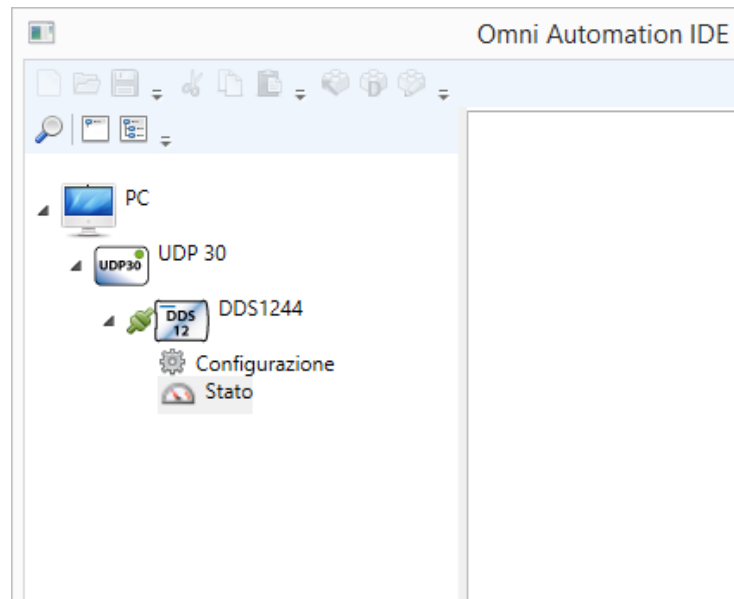 Omni Automation IDE
D
PC
UDP30
UDP 30
DDS
12
DDS1244
Configurazione
Stato